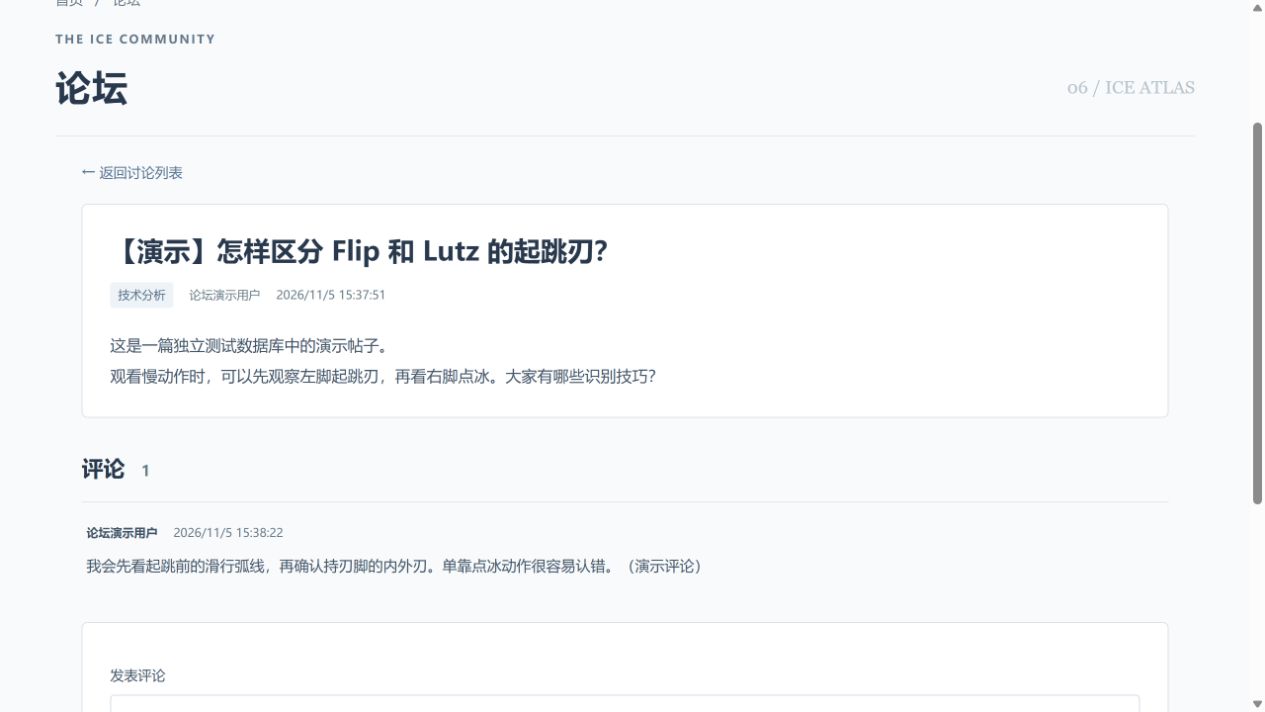 首页 / 论坛
THE ICE COMMUNITY
论坛
06 / ICE ATLAS
← 返回讨论列表
【演示】怎样区分 Flip 和 Lutz 的起跳刃？
技术分析 论坛演示用户 2026/11/5 15:37:51
这是一篇独立测试数据库中的演示帖子。
观看慢动作时，可以先观察左脚起跳刃，再看右脚点冰。大家有哪些识别技巧？
评论 1
论坛演示用户 2026/11/5 15:38:22
我会先看起跳前的滑行弧线，再确认持刃脚的内外刃。单靠点冰动作很容易认错。（演示评论）
发表评论